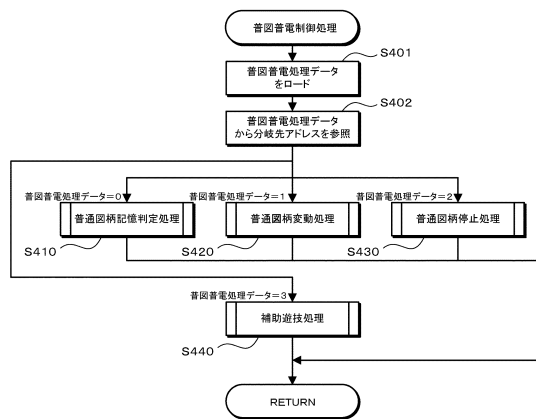 普図普電制御処理
S401
普図普電処理データ
をロード
S402
普図普電処理データ
から分岐先アドレスを参照
普図普電処理データ=0
普図普電処理データ=1
普図普電処理データ=2
普通図柄記憶判定処理
普通図柄変動処理
普通図柄停止処理
S410
S420
S430
普図普電処理データ=3
補助遊技処理
S440
RETURN